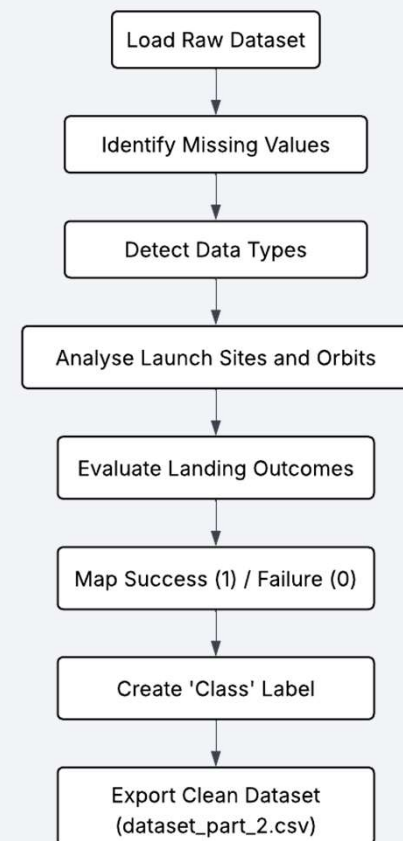 Load Raw Dataset
Identify Missing Values
Detect Data Types
Analyse Launch Sites and Orbits
Evaluate Landing Outcomes
Map Success (1) / Failure (0)
Create 'Class' Label
Export Clean Dataset
(dataset_part_2.csv)